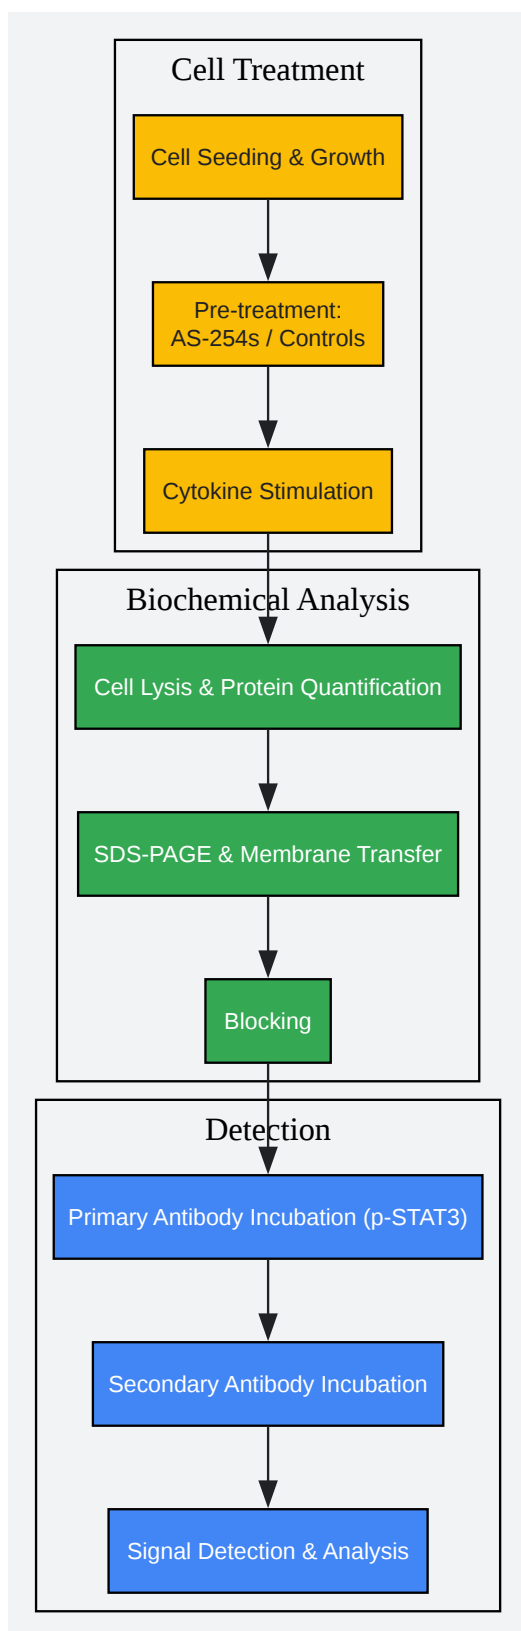 Cell Treatment
Cell Seeding & Growth
Pre-treatment:
AS-254s / Controls
Cytokine Stimulation
Biochemical Analysis
Cell Lysis & Protein Quantification
SDS-PAGE & Membrane Transfer
Blocking
Detection
Primary Antibody Incubation (p-STAT3)
Secondary Antibody Incubation
Signal Detection & Analysis